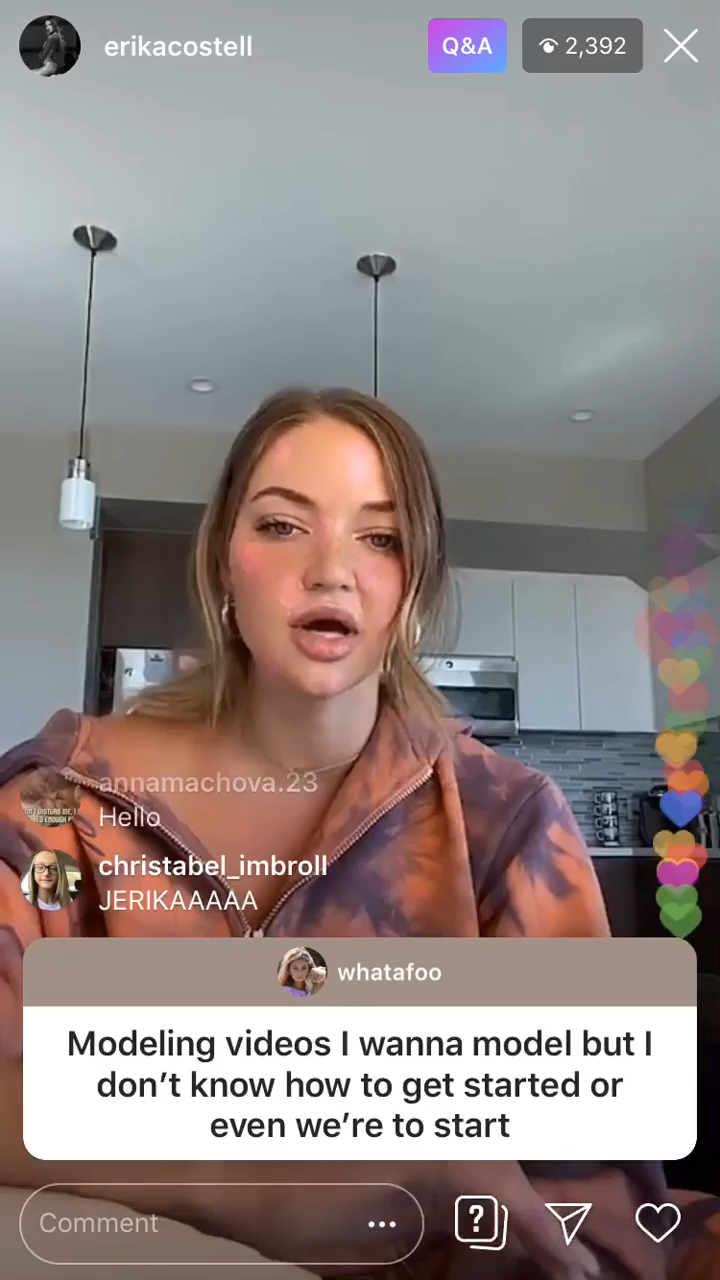 erikacostell
Q&A
2,392
annamachova.23
Hello
christabel_imbroll
JERIKAAAAA
whatafoo
Modeling videos I wanna model but I
don't know how to get started or
even we're to start
Comment
?